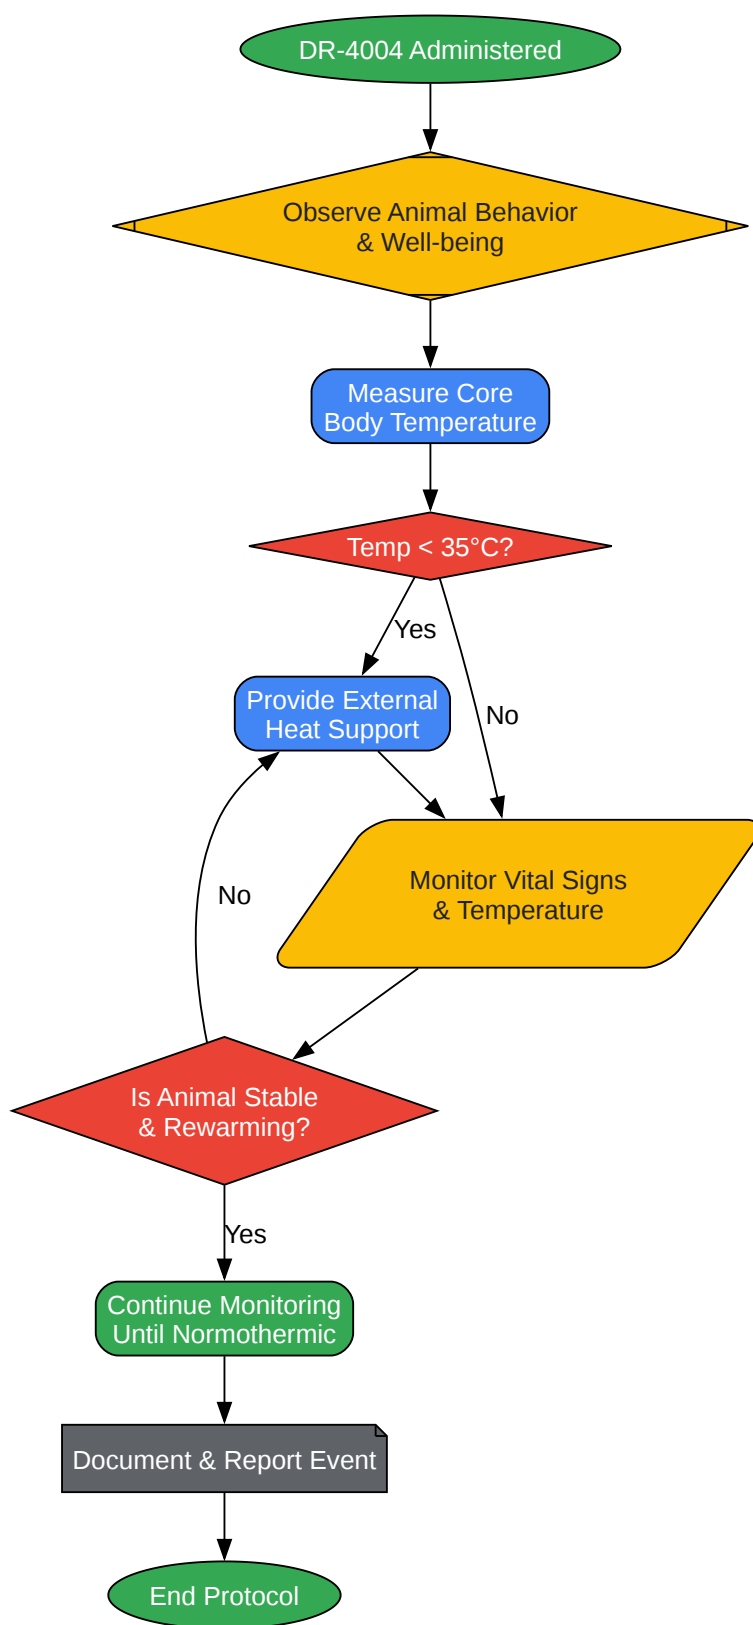 DR-4004 Administered
Observe Animal Behavior
& Well-being
Measure Core
Body Temperature
Temp < 35°C?
Yes
Provide External
Heat Support
No
Monitor Vital Signs
& Temperature
No
Is Animal Stable
& Rewarming?
Yes
Continue Monitoring
Until Normothermic
Document & Report Event
End Protocol